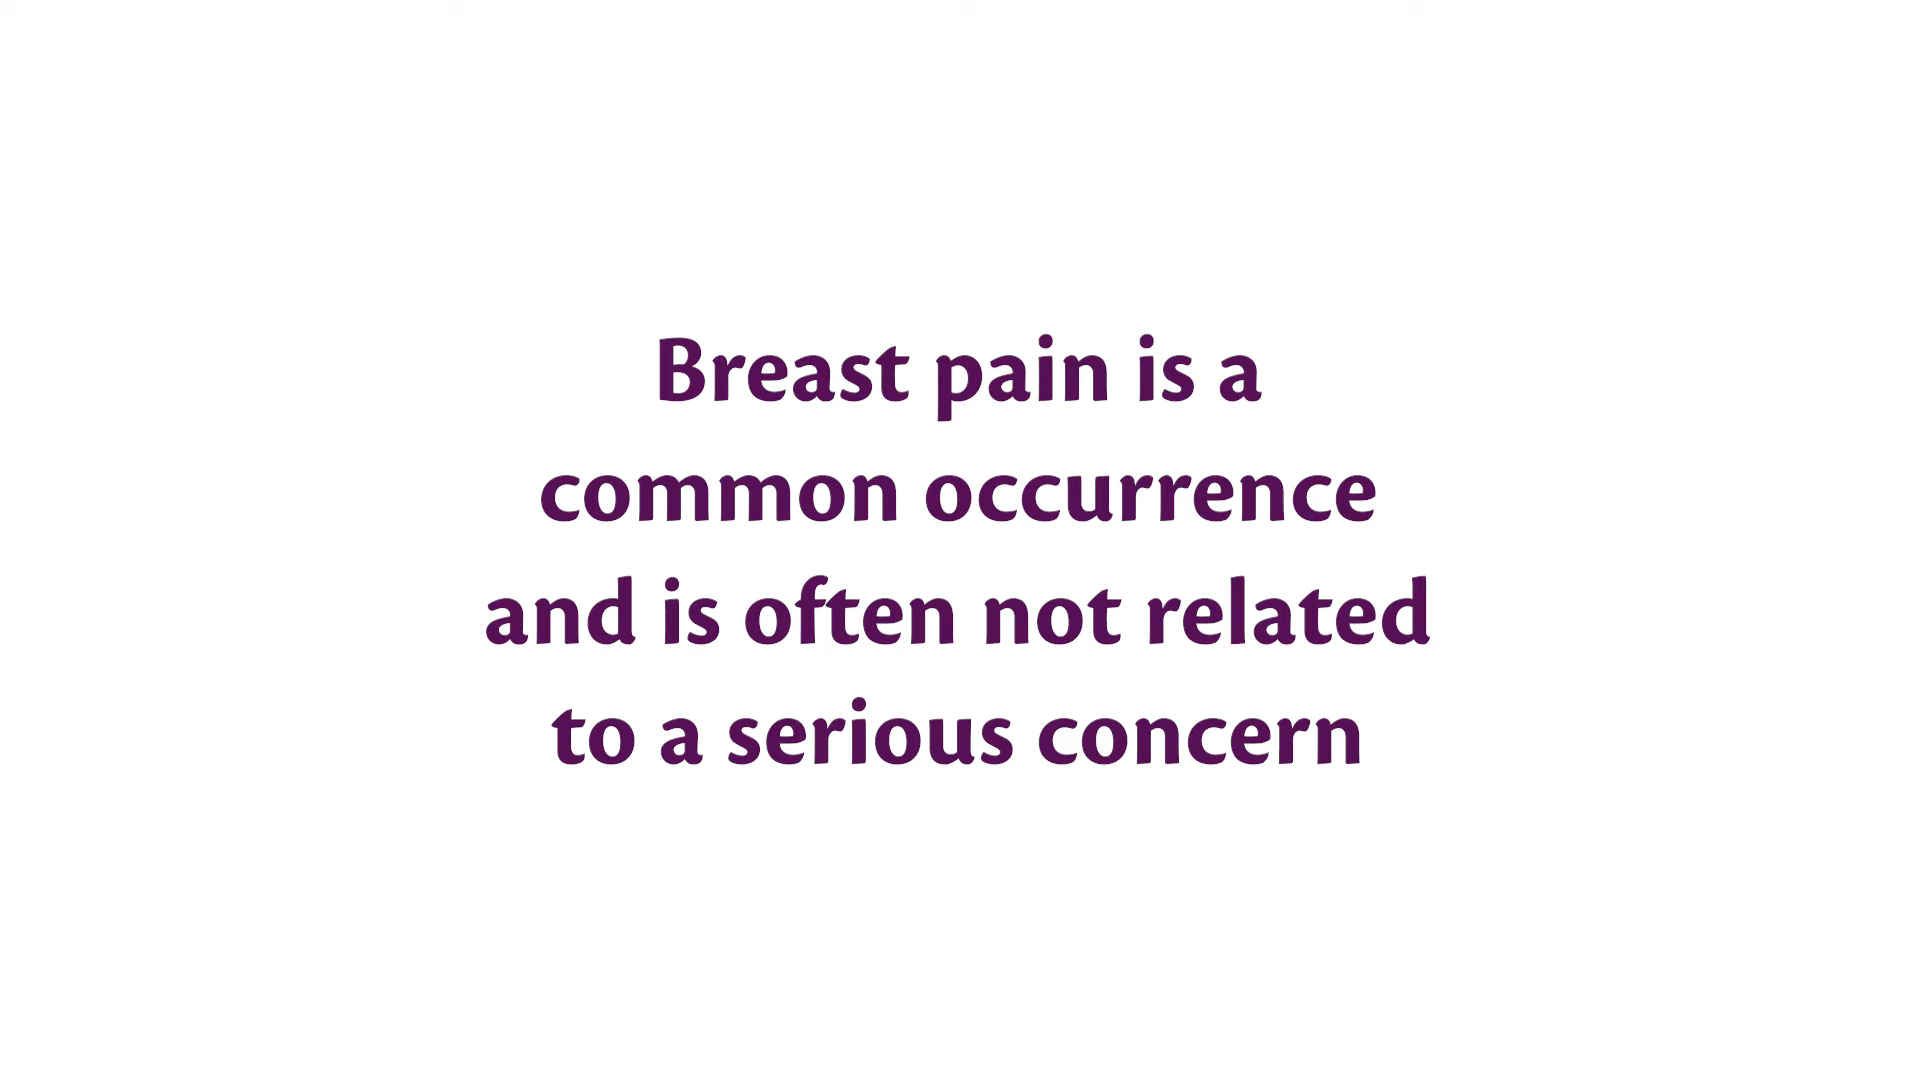 Breast pain is a
common occurrence
and is often not related
to a serious concern